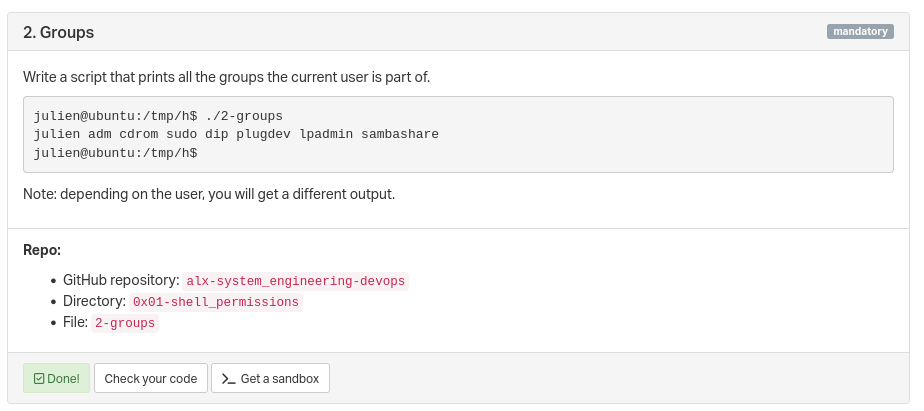 2. Groups
mandatory
Write a script that prints all the groups the current user is part of.
julien@ubuntu:/tmp/h$ ./2-groups
julien adm cdrom sudo dip plugdev lpadmin sambashare
julien@ubuntu:/tmp/h$
Note: depending on the user, you will get a different output.
Repo:
• GitHub repository: alx-system_engineering-devops
• Directory: 0x01-shell_permissions
• File: 2-groups
Done! Check your code >_ Get a sandbox